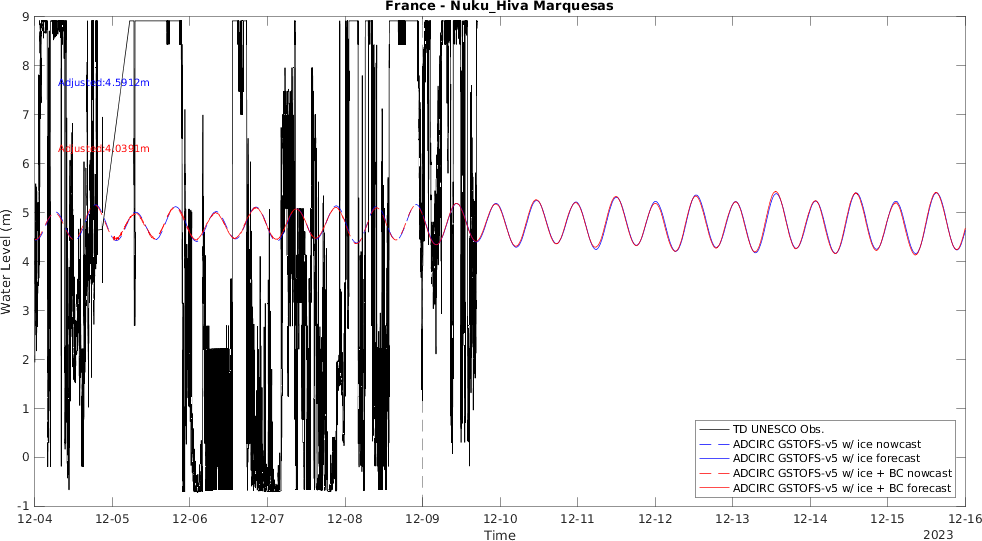 France - Nuku_Hiva Marquesas
9
8
7
6
5
4
3
2
1
0
-1
Water Level (m)
Adjusted:4.5912m
Adjusted:4.0391m
TD UNESCO Obs.
ADCIRC GSTOFS-v5 w/ ice nowcast
ADCIRC GSTOFS-v5 w/ ice forecast
ADCIRC GSTOFS-v5 w/ ice + BC nowcast
ADCIRC GSTOFS-v5 w/ ice + BC forecast
12-04 12-05 12-06 12-07 12-08 12-09 12-10 12-11 12-12 12-13 12-14 12-15 12-16
Time
2023